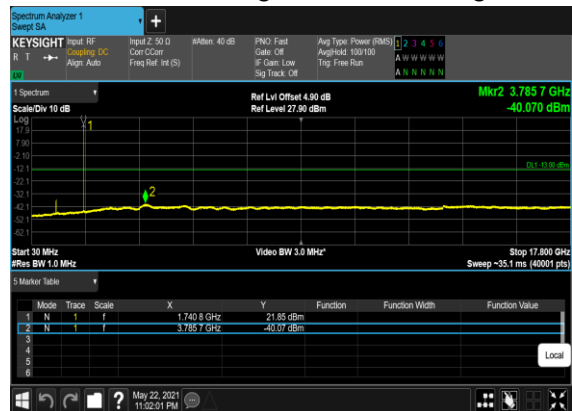 Spectrum Analyzer 1
Swept SA
KEYSIGHT Input: RF Input Z: 50 Ω #Atten: 40 dB PNO: Fast Avg Type: Power (RMS) 1 2 3 4 5 6
R T Coupling: DC Corr CCorr Gate: Off Avg|Hold: 100/100 A W W W W W
Align: Auto Freq Ref: Int (S) IF Gain: Low Trig: Free Run
LW Sig Track: Off A N N N N N
1 Spectrum Ref Lvl Offset 4.90 dB Mkr2 3.785 7 GHz
Scale/Div 10 dB Ref Level 27.90 dBm -40.070 dBm
Log
17.9 1
7.90
-2.10
-12.1 DL1 -13.00 dBm
-22.1
-32.1 2
-42.1
-52.1
-62.1
Start 30 MHz Video BW 3.0 MHz* Stop 17.800 GHz
#Res BW 1.0 MHz Sweep ~35.1 ms (40001 pts)
5 Marker Table
Mode Trace Scale X Y Function Function Width Function Value
1 N 1 f 1.740 8 GHz 21.85 dBm
2 N 1 f 3.785 7 GHz -40.07 dBm
3
4
5
6
Local
? May 22, 2021
11:02:01 PM